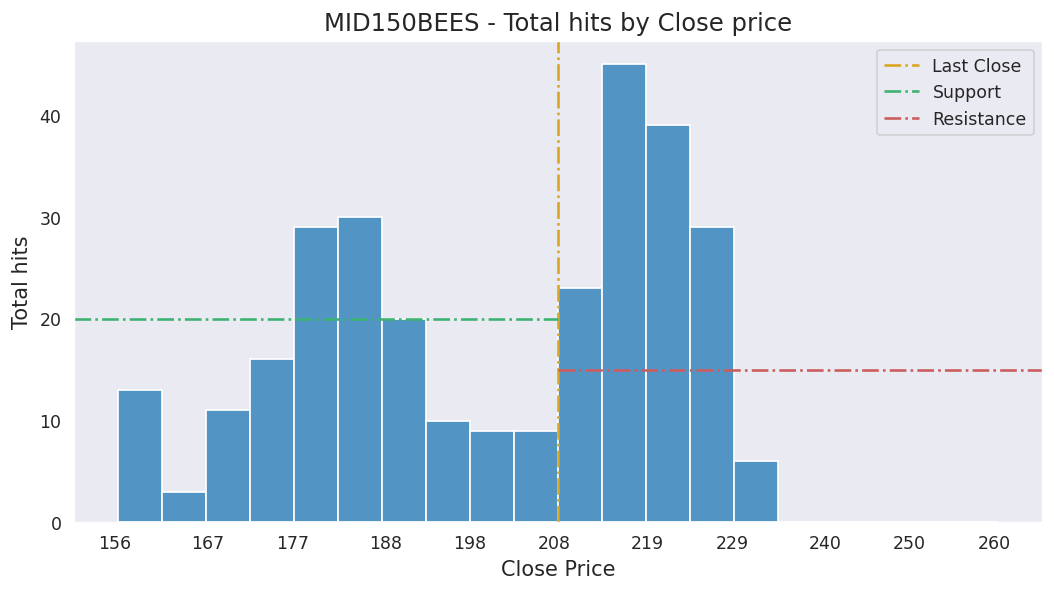 MID150BEES - Total hits by Close price
Last Close
Support
Resistance
Total hits
40
30
20
10
0
156 167 177 188 198 208 219 229 240 250 260
Close Price